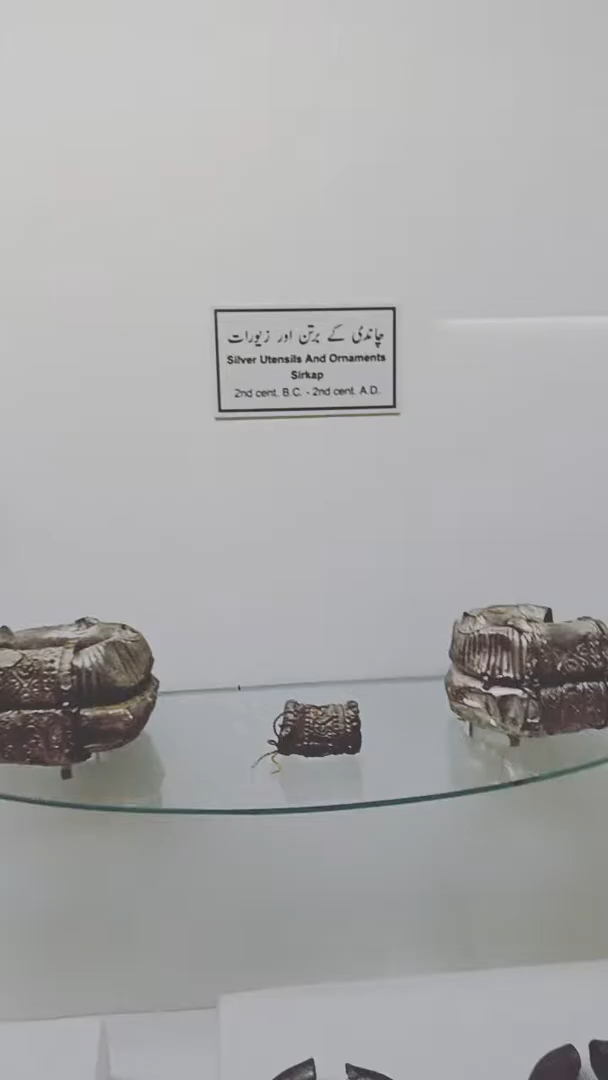 چاندی کے برتن اور زیورات
Silver Utensils And Ornaments
Sirkap
2nd cent. B.C. - 2nd cent. A.D.